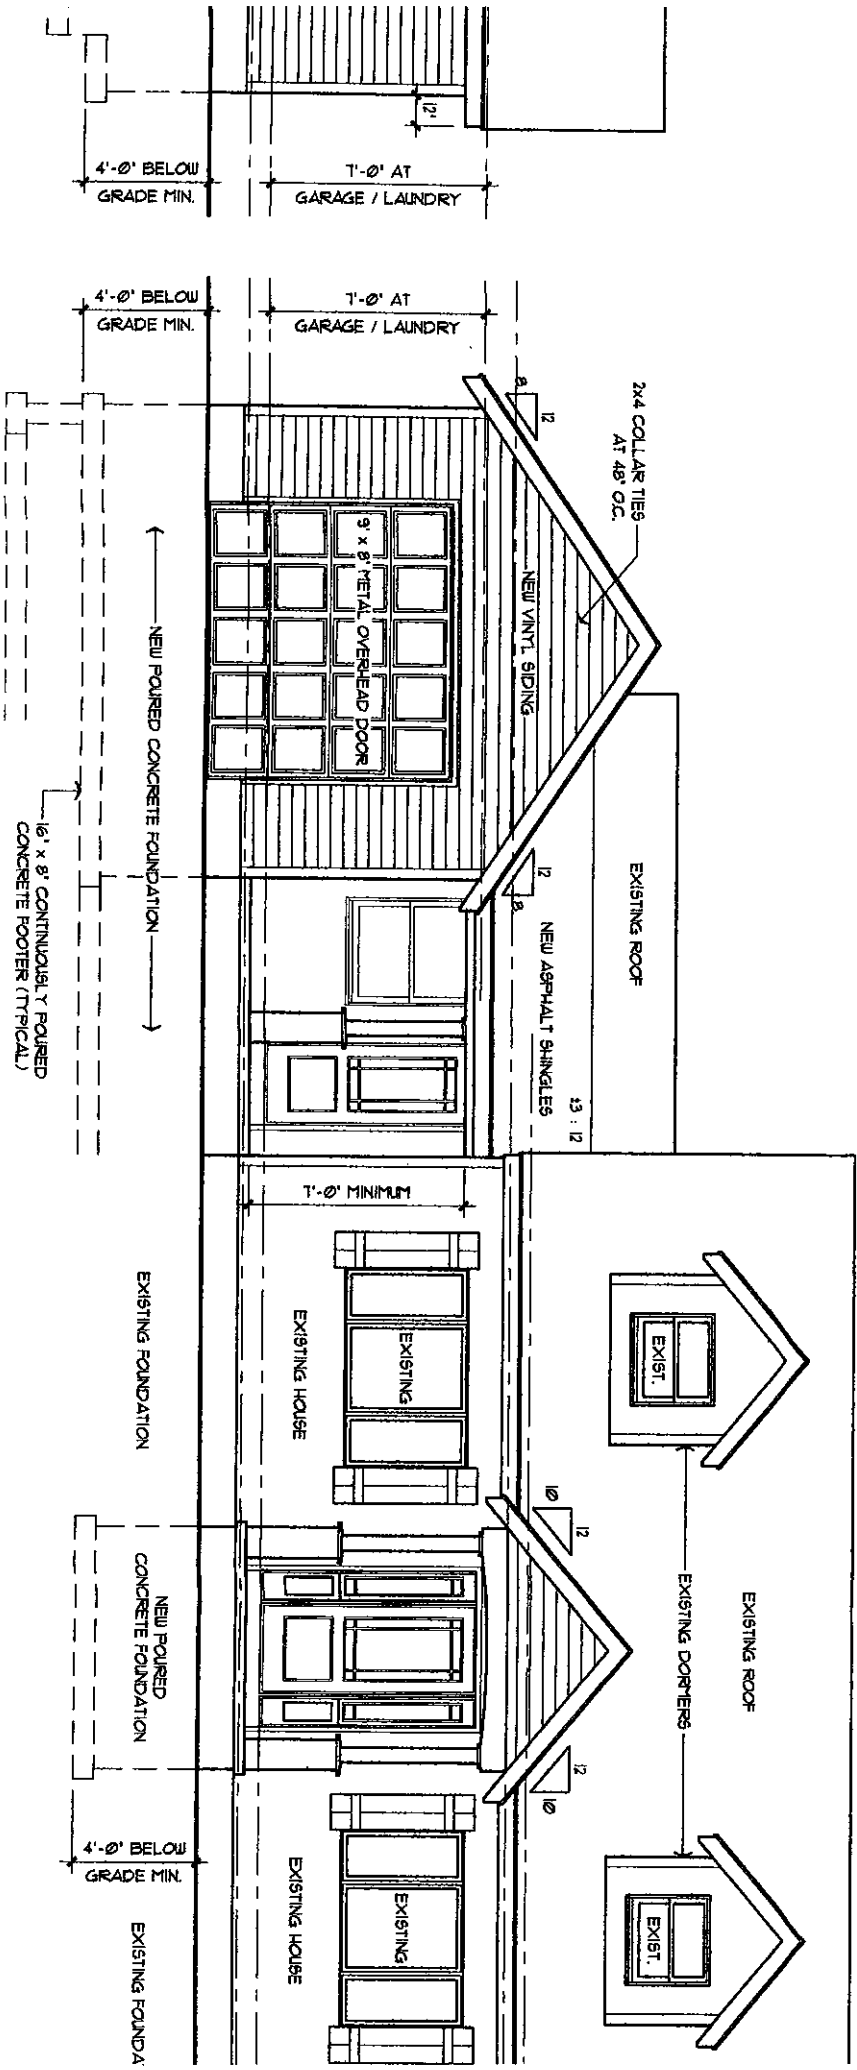 12"
4'-0" BELOW
GRADE MIN.
7'-0" AT
GARAGE / LAUNDRY
4'-0" BELOW
GRADE MIN.
7'-0" AT
GARAGE / LAUNDRY
2x4 COLLAR TIES
AT 48" O.C.
8
12
NEW VINYL SIDING
9' x 8' METAL OVERHEAD DOOR
NEW POURED CONCRETE FOUNDATION
16" x 8" CONTINUOUSLY POURED
CONCRETE FOOTER (TYPICAL)
12
8
EXISTING ROOF
NEW ASPHALT SHINGLES
±3 : 12
7'-0" MINIMUM
EXISTING
EXISTING HOUSE
EXISTING FOUNDATION
EXIST.
EXISTING DORMERS
EXISTING ROOF
10
12
12
10
NEW POURED
CONCRETE FOUNDATION
4'-0" BELOW
GRADE MIN.
EXIST.
EXISTING
EXISTING HOUSE
EXISTING FOUNDAT